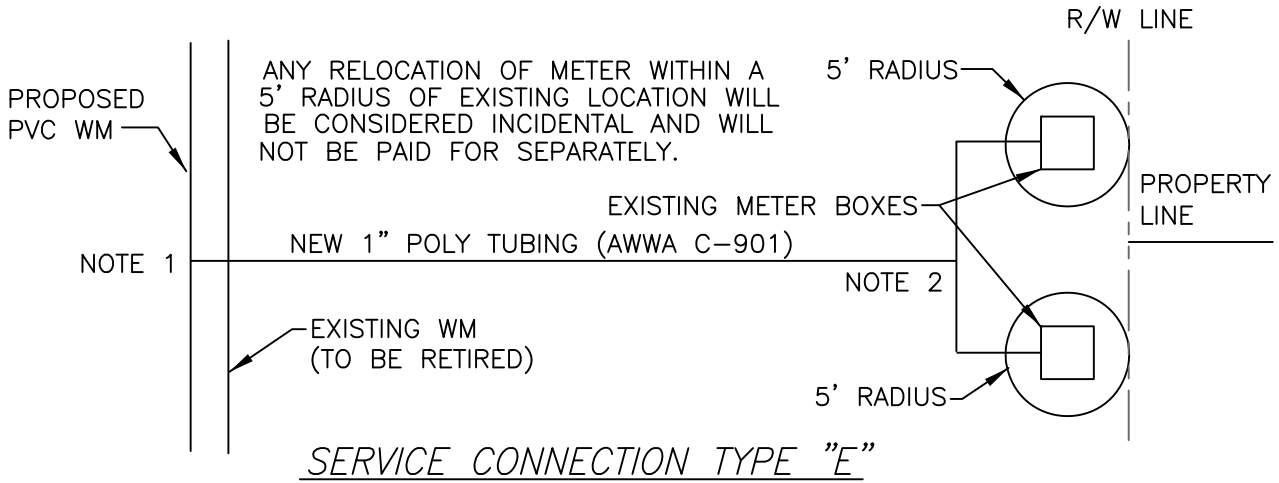 R/W LINE
ANY RELOCATION OF METER WITHIN A
5' RADIUS OF EXISTING LOCATION WILL
BE CONSIDERED INCIDENTAL AND WILL
NOT BE PAID FOR SEPARATELY.
5' RADIUS
PROPOSED
PVC WM
PROPERTY
LINE
EXISTING METER BOXES
NEW 1" POLY TUBING (AWWA C-901)
NOTE 1
NOTE 2
EXISTING WM
(TO BE RETIRED)
5' RADIUS
SERVICE CONNECTION TYPE "E"